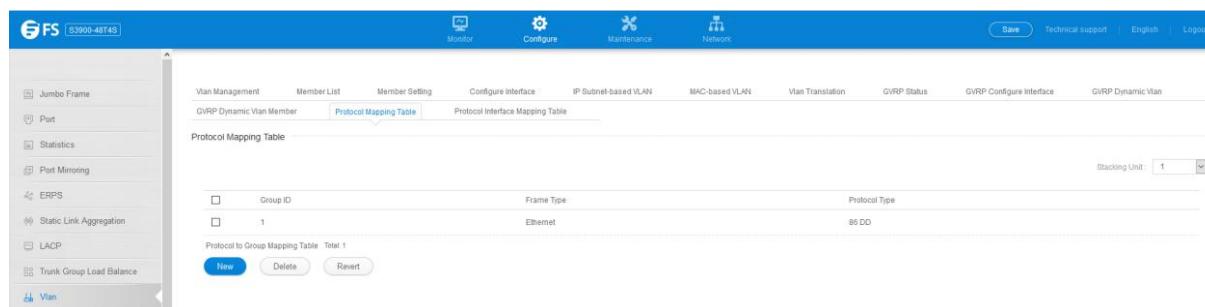 FS S3900-48T4S
Monitor
Configure
Maintenance
Network
Save
Technical support
English
Logou
Jumbo Frame
Port
Statistics
Port Mirroring
ERPS
Static Link Aggregation
LACP
Trunk Group Load Balance
Vlan
Vlan Management Member List Member Setting Configure Interface IP Subnet-based VLAN MAC-based VLAN Vlan Translation GVRP Status GVRP Configure Interface GVRP Dynamic Vlan
GVRP Dynamic Vlan Member Protocol Mapping Table Protocol Interface Mapping Table
Protocol Mapping Table
Stacking Unit : 1
Group ID Frame Type Protocol Type
1 Ethernet 86 DD
Protocol to Group Mapping Table Total: 1
New Delete Revert